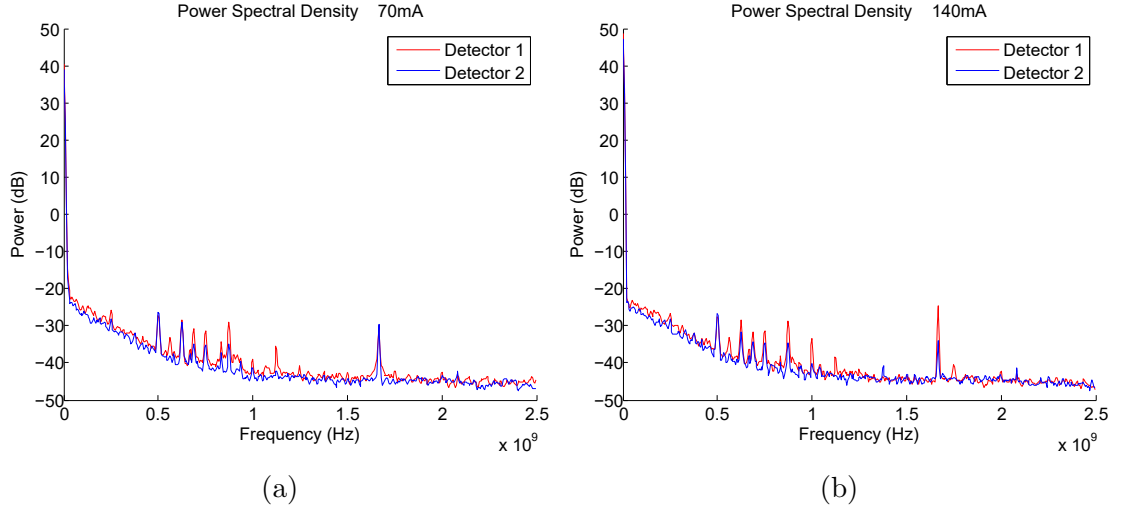 Power Spectral Density 70mA
50
40
30
20
10
0
−10
−20
−30
−40
−50
Power (dB)
Detector 1
Detector 2
0 0.5 1 1.5 2 2.5
Frequency (Hz)
x 10^9
(a)
Power Spectral Density 140mA
50
40
30
20
10
0
−10
−20
−30
−40
−50
Power (dB)
Detector 1
Detector 2
0 0.5 1 1.5 2 2.5
Frequency (Hz)
x 10^9
(b)